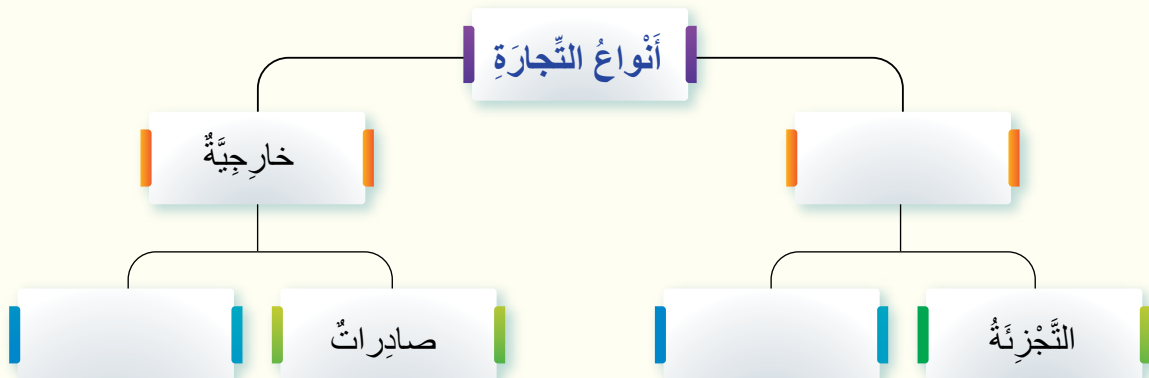 أَنْواعُ التِّجارَةِ
خارِجِيَّةٌ
التَّجْزِئَةُ
صادِراتٌ